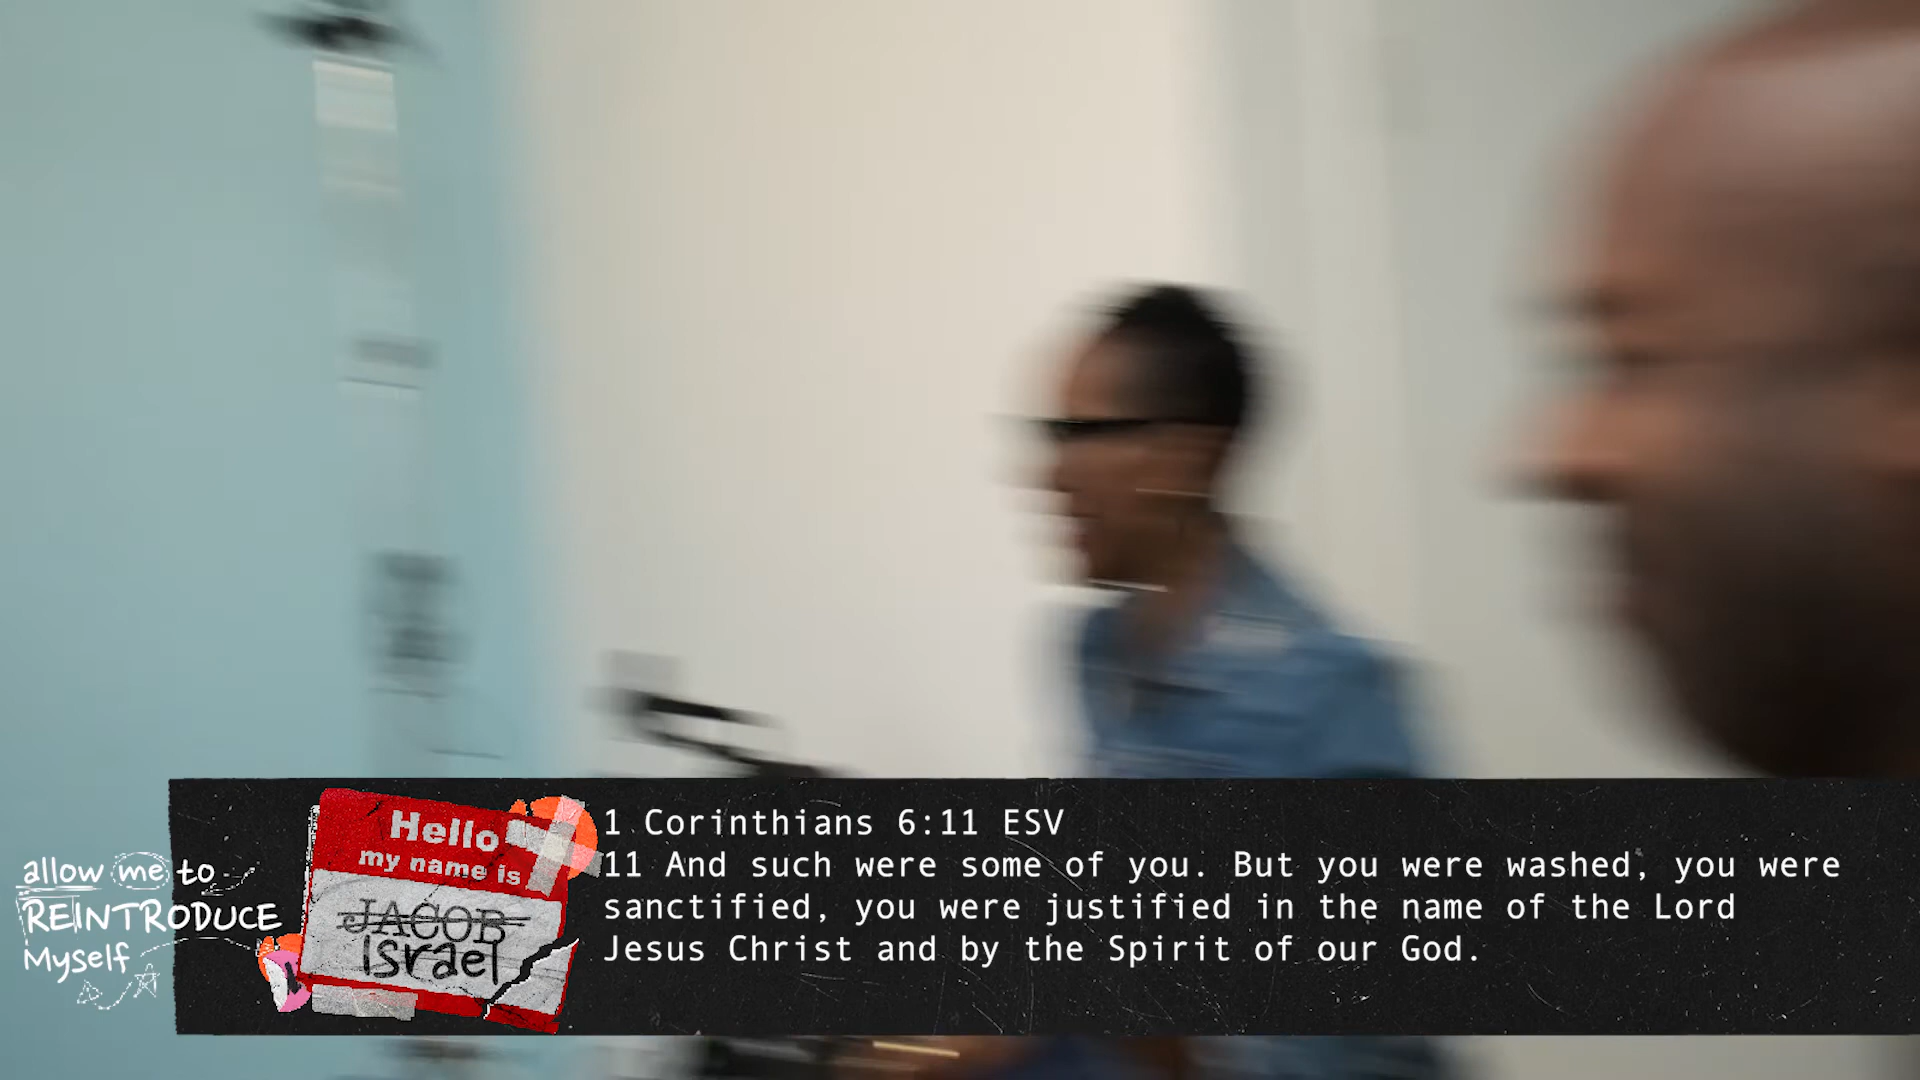 allow me to
REINTRODUCE
Myself
Hello
my name is
JACOB
Israel
1 Corinthians 6:11 ESV
11 And such were some of you. But you were washed, you were
sanctified, you were justified in the name of the Lord
Jesus Christ and by the Spirit of our God.